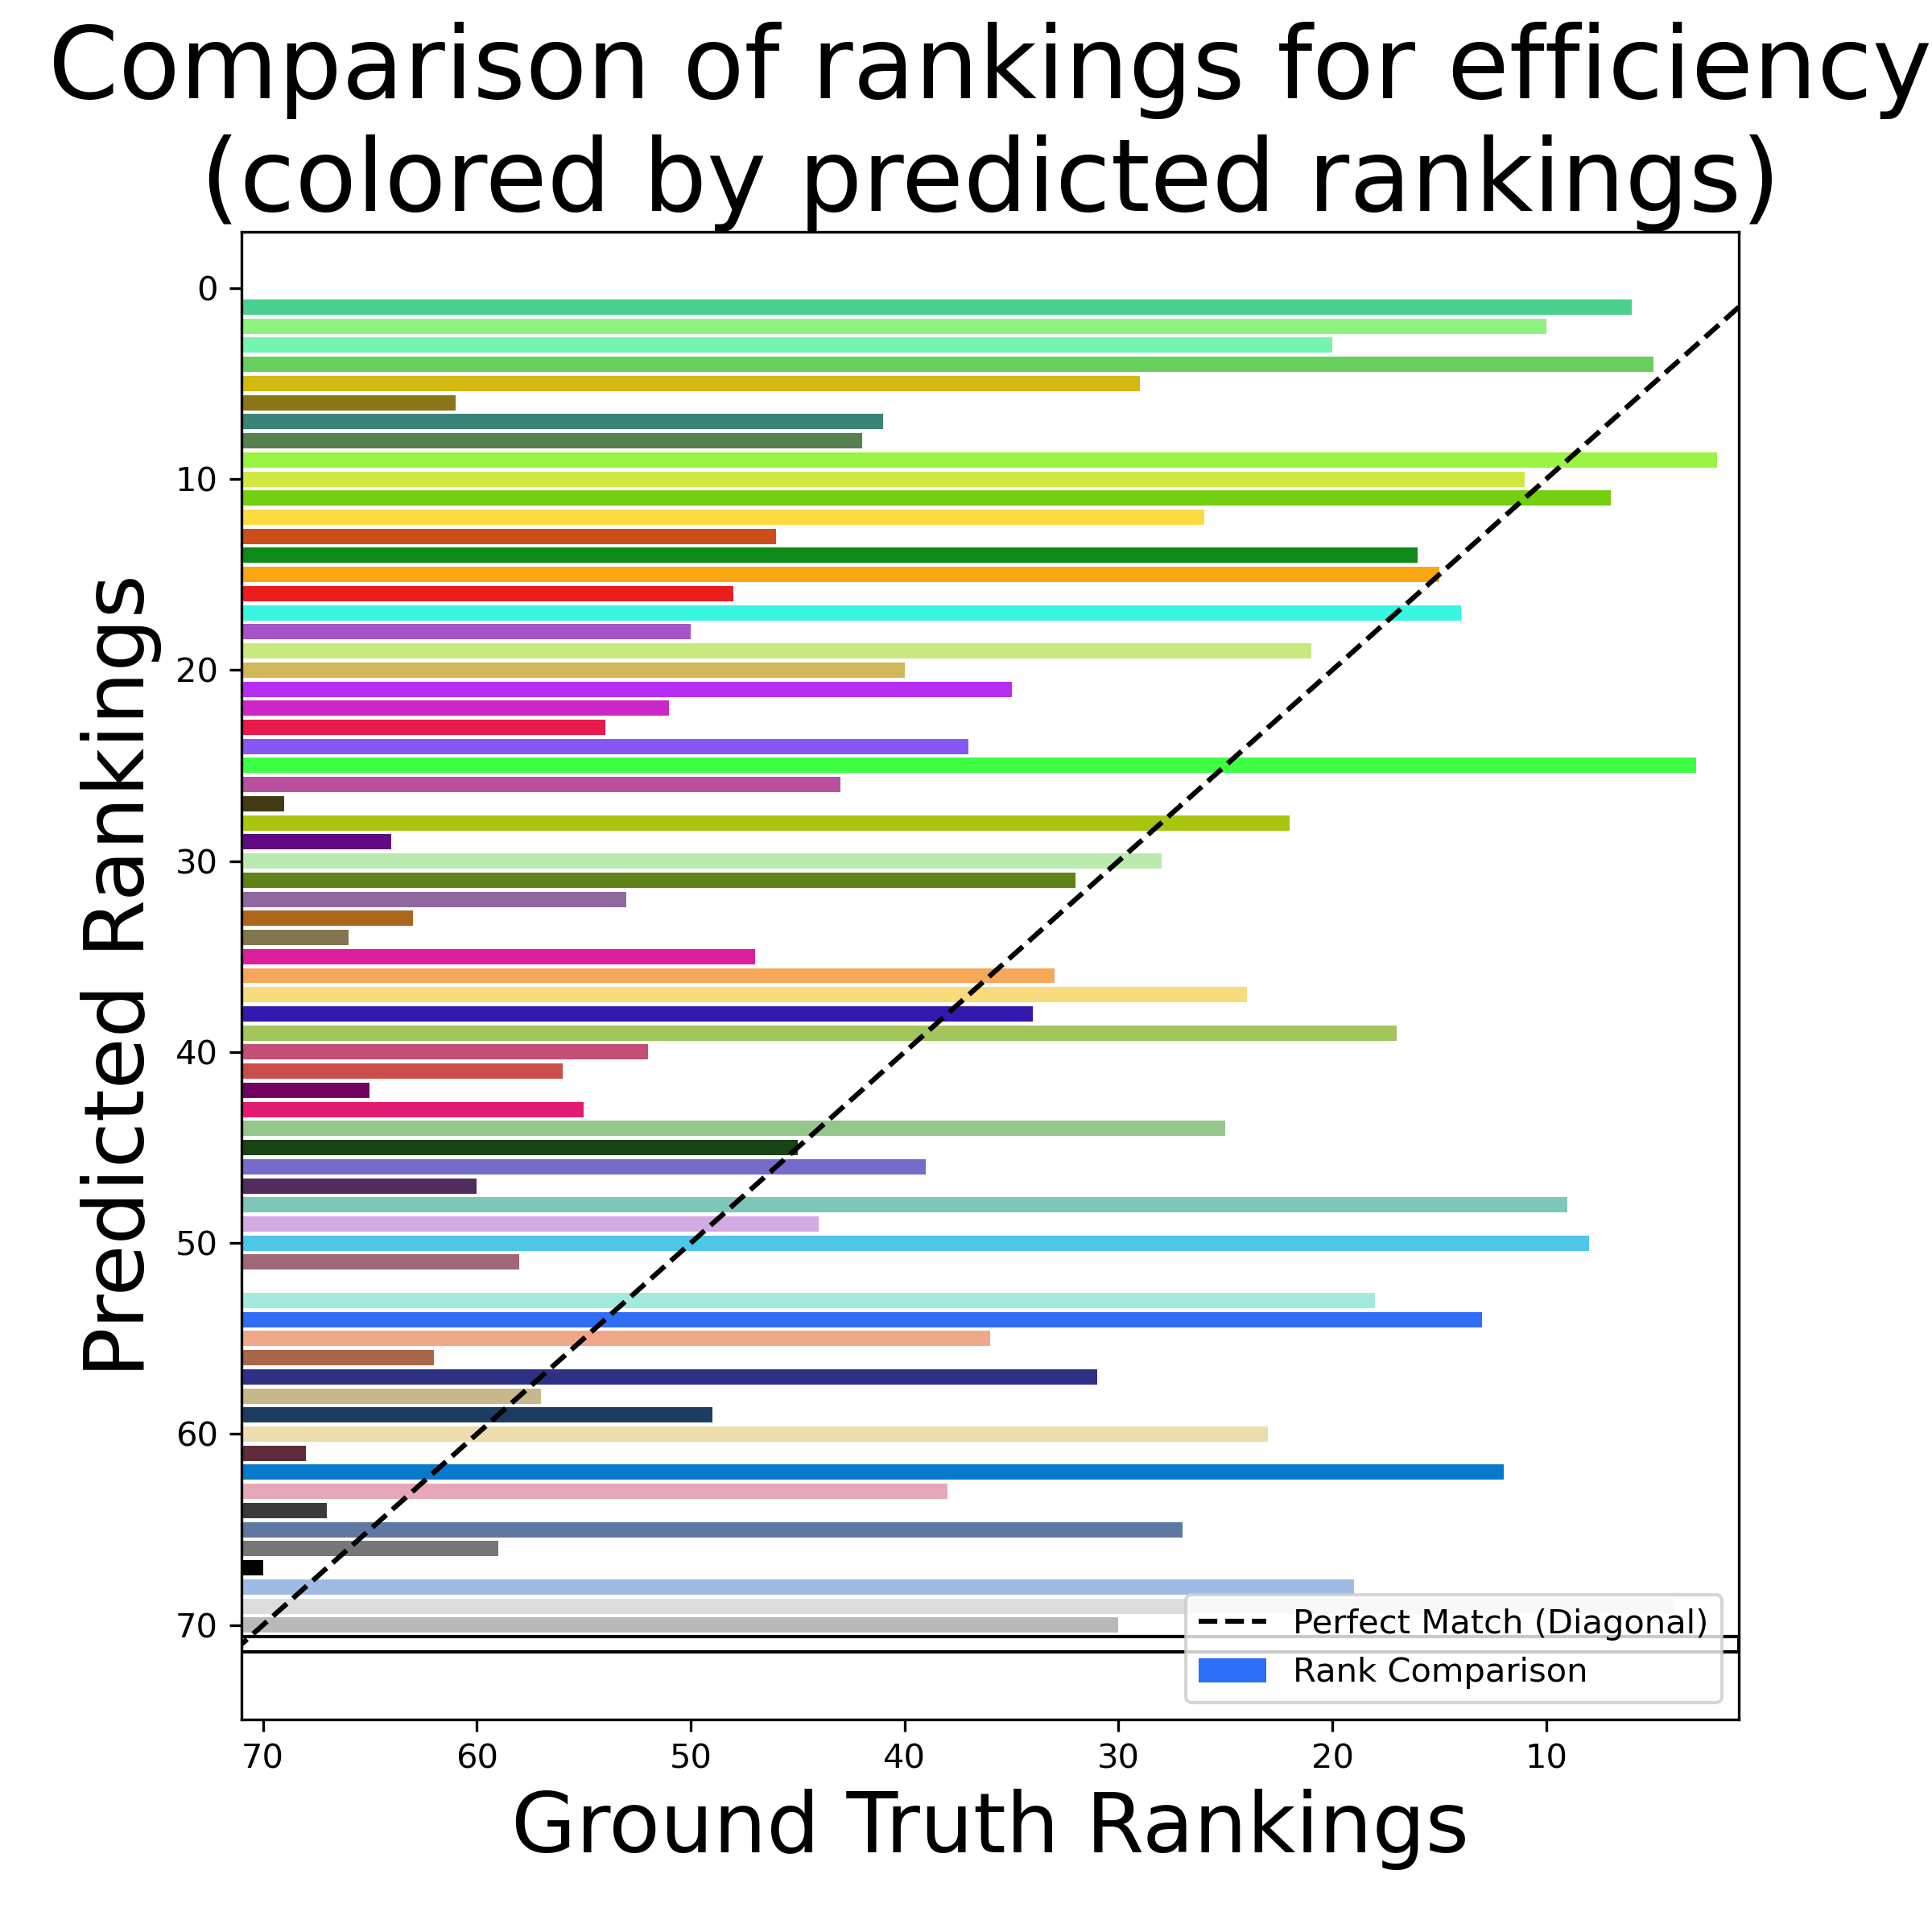 Comparison of rankings for efficiency
(colored by predicted rankings)
Predicted Rankings
0
10
20
30
40
50
60
70
Perfect Match (Diagonal)
Rank Comparison
70 60 50 40 30 20 10
Ground Truth Rankings